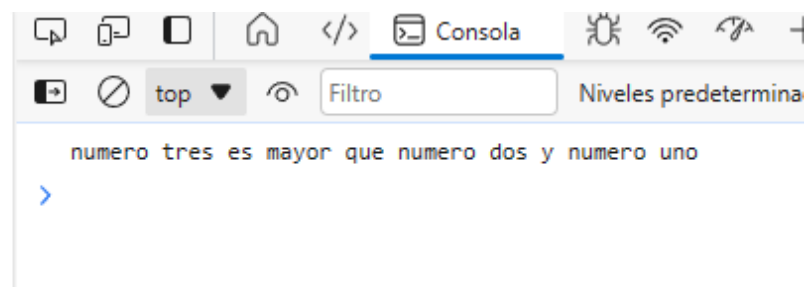 Consola
top Filtro Niveles predetermina
numero tres es mayor que numero dos y numero uno